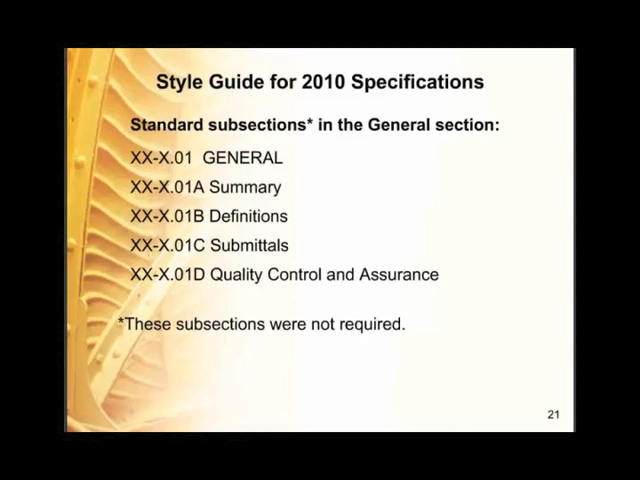 Style Guide for 2010 Specifications
Standard subsections* in the General section:
XX-X.01  GENERAL
XX-X.01A Summary
XX-X.01B Definitions
XX-X.01C Submittals
XX-X.01D Quality Control and Assurance
*These subsections were not required.
21